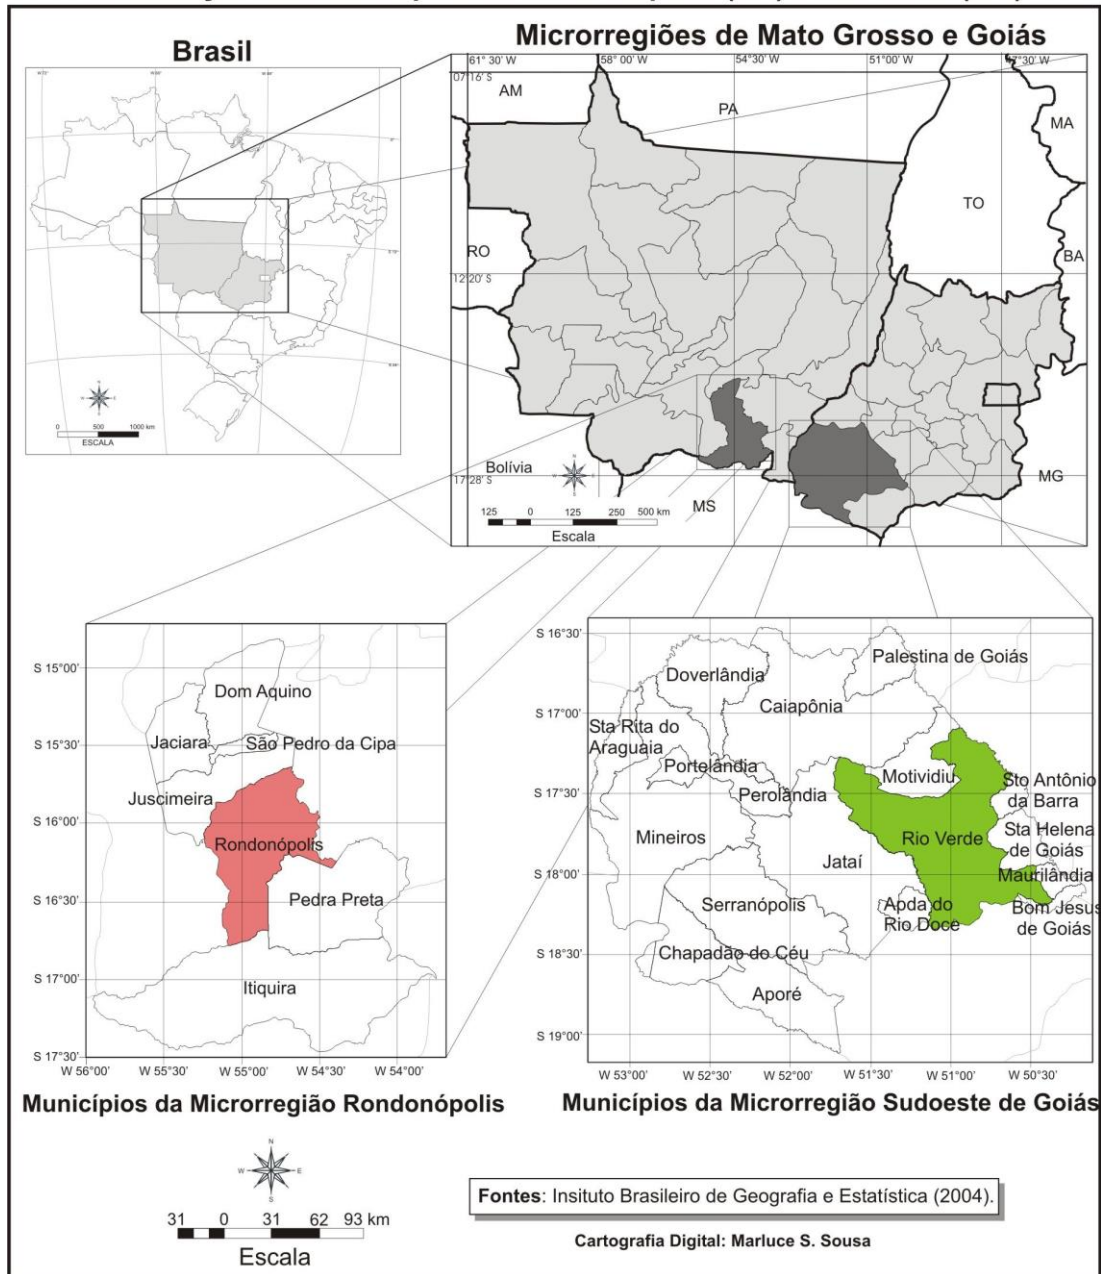 Brasil
Microrregiões de Mato Grosso e Goiás
61° 30' W
58° 00' W
54° 30' W
51° 00' W
07°16' S
AM
PA
MA
TO
RO
BA
12°20' S
Bolívia
17°28' S
MS
MG
125 0 125 250 500 km
Escala
0 500 1000 km
ESCALA
S 15°00'
S 15°30'
S 16°00'
S 16°30'
S 17°00'
S 17°30'
Dom Aquino
Jaciara
São Pedro da Cipa
Juscimeira
Rondonópolis
Pedra Preta
Itiquira
W 56°00'
W 55°30'
W 55°00'
W 54°30'
W 54°00'
Municípios da Microrregião Rondonópolis
S 16°30'
S 17°00'
S 17°30'
S 18°00'
S 18°30'
S 19°00'
Palestina de Goiás
Doverlândia
Caiapônia
Sta Rita do
Araguaia
Portelândia
Motividiu
Perolândia
Sto Antônio
da Barra
Mineiros
Rio Verde
Sta Helena
de Goiás
Jataí
Maurilândia
Serranópolis
Apda do
Rio Doce
Bom Jesus
de Goiás
Chapadão do Céu
Aporé
W 53°00'
W 52°30'
W 52°00'
W 51°30'
W 51°00'
W 50°30'
Municípios da Microrregião Sudoeste de Goiás
N
W
E
S
31 0 31 62 93 km
Escala
Fontes: Insituto Brasileiro de Geografia e Estatística (2004).
Cartografia Digital: Marluce S. Sousa